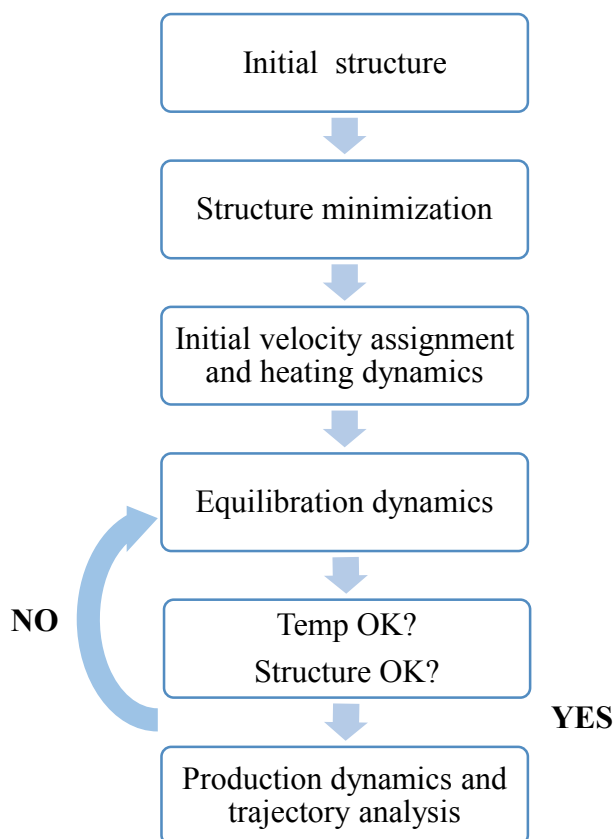 Initial structure
Structure minimization
Initial velocity assignment
and heating dynamics
Equilibration dynamics
NO
Temp OK?
Structure OK?
YES
Production dynamics and
trajectory analysis